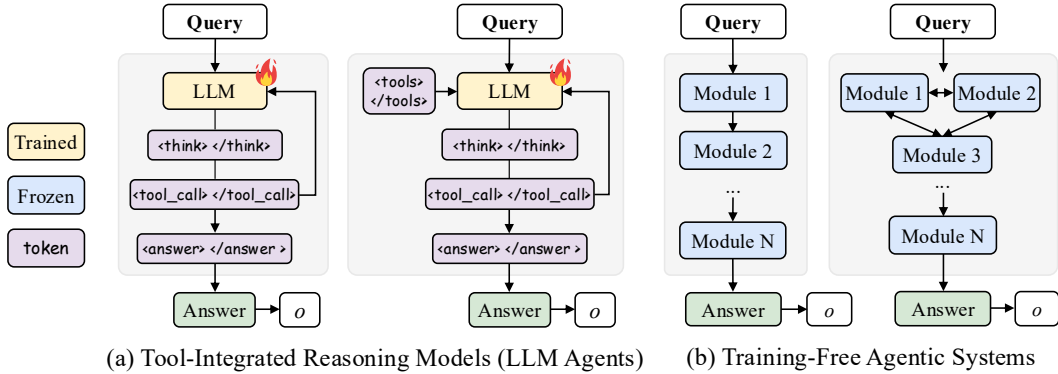 Trained
Frozen
token
Query
LLM
<think> </think>
<tool_call> </tool_call>
<answer> </answer >
Answer
o
Query
<tools>
</tools>
LLM
<think> </think>
<tool_call> </tool_call>
<answer> </answer >
Answer
o
(a) Tool-Integrated Reasoning Models (LLM Agents)
Query
Module 1
Module 2
...
Module N
Answer
o
Query
Module 1
Module 2
Module 3
...
Module N
Answer
o
(b) Training-Free Agentic Systems